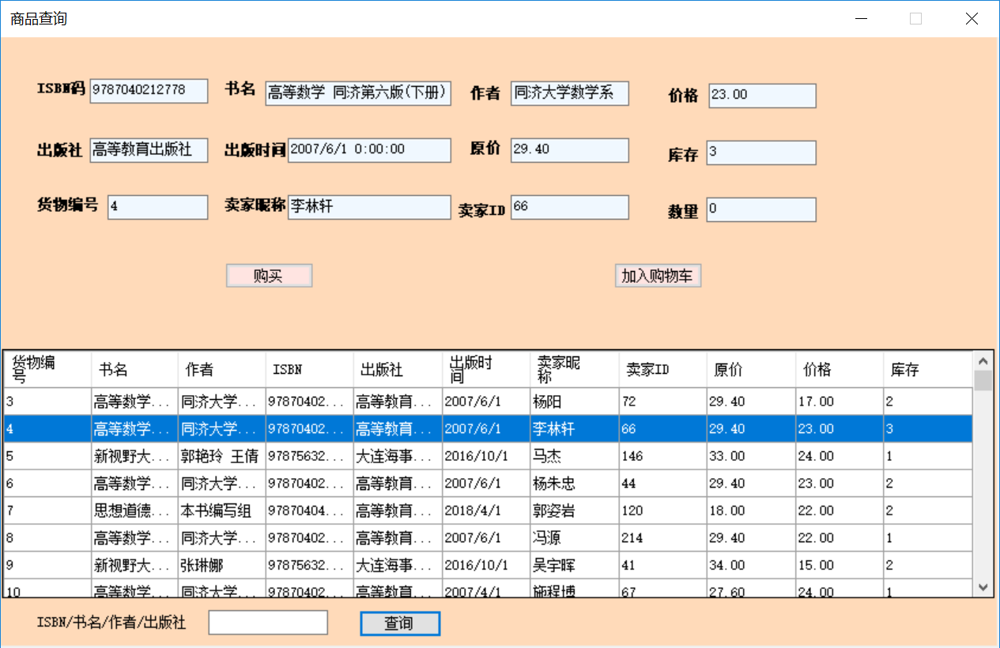 商品查询
ISBN码 9787040212778 书名 高等数学 同济第六版(下册) 作者 同济大学数学系 价格 23.00
出版社 高等教育出版社 出版时间 2007/6/1 0:00:00 原价 29.40 库存 3
货物编号 4 卖家昵称 李林轩 卖家ID 66 数量 0
购买 加入购物车
货物编号 书名 作者 ISBN 出版社 出版时间 卖家昵称 卖家ID 原价 价格 库存
3 高等数学... 同济大学... 97870402... 高等教育... 2007/6/1 杨阳 72 29.40 17.00 2
4 高等数学... 同济大学... 97870402... 高等教育... 2007/6/1 李林轩 66 29.40 23.00 3
5 新视野大... 郭艳玲 王倩 97875632... 大连海事... 2016/10/1 马杰 146 33.00 24.00 1
6 高等数学... 同济大学... 97870402... 高等教育... 2007/6/1 杨朱忠 44 29.40 23.00 2
7 思想道德... 本书编写组 97870404... 高等教育... 2018/4/1 郭姿岩 120 18.00 22.00 2
8 高等数学... 同济大学... 97870402... 高等教育... 2007/6/1 冯源 214 29.40 22.00 1
9 新视野大... 张琳娜 97875632... 大连海事... 2016/10/1 吴宇晖 41 34.00 15.00 2
10 高等数学... 同济大学... 97870402... 高等教育... 2007/4/1 施程博 67 27.60 24.00 1
ISBN/书名/作者/出版社 查询